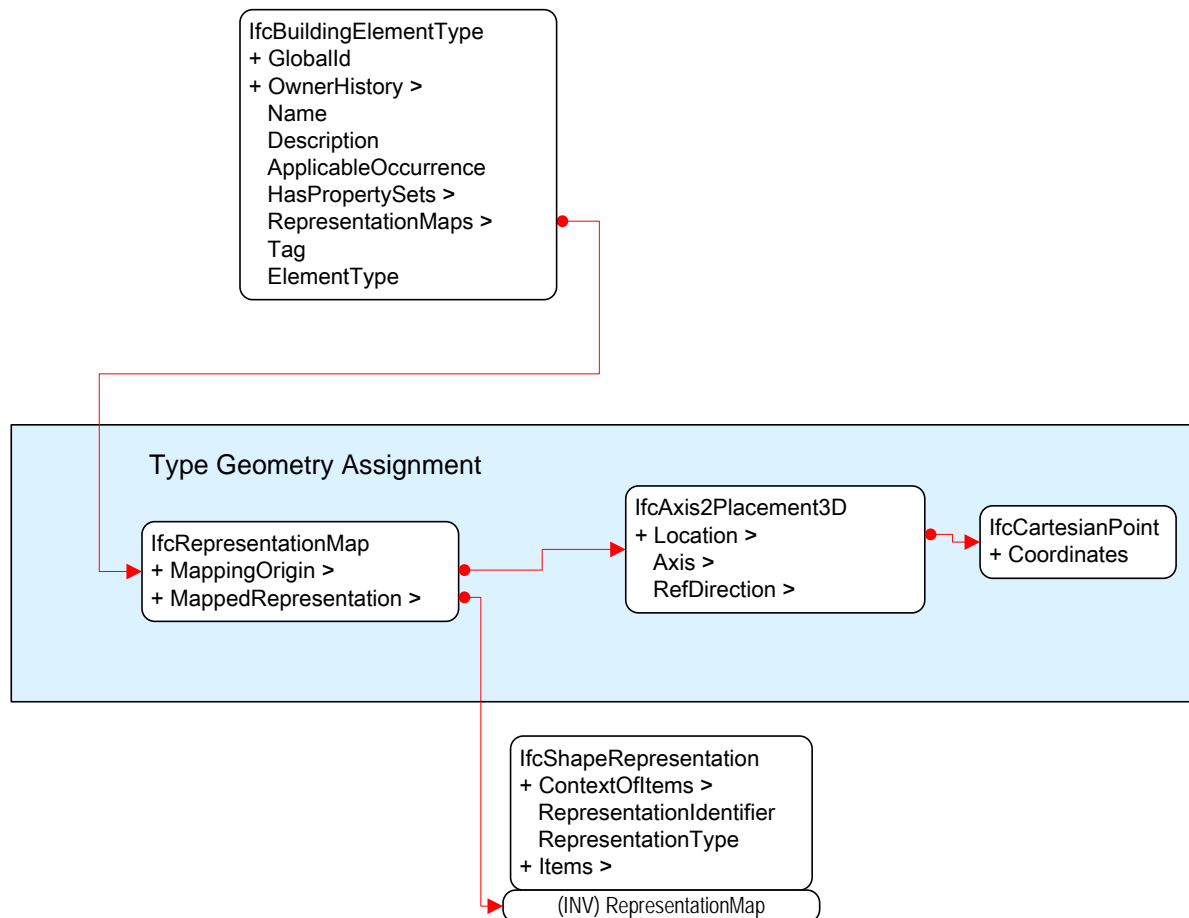 IfcBuildingElementType
+ GlobalId
+ OwnerHistory >
Name
Description
ApplicableOccurrence
HasPropertySets >
RepresentationMaps >
Tag
ElementType
Type Geometry Assignment
IfcRepresentationMap
+ MappingOrigin >
+ MappedRepresentation >
IfcAxis2Placement3D
+ Location >
Axis >
RefDirection >
IfcCartesianPoint
+ Coordinates
IfcShapeRepresentation
+ ContextOfItems >
RepresentationIdentifier
RepresentationType
+ Items >
(INV) RepresentationMap